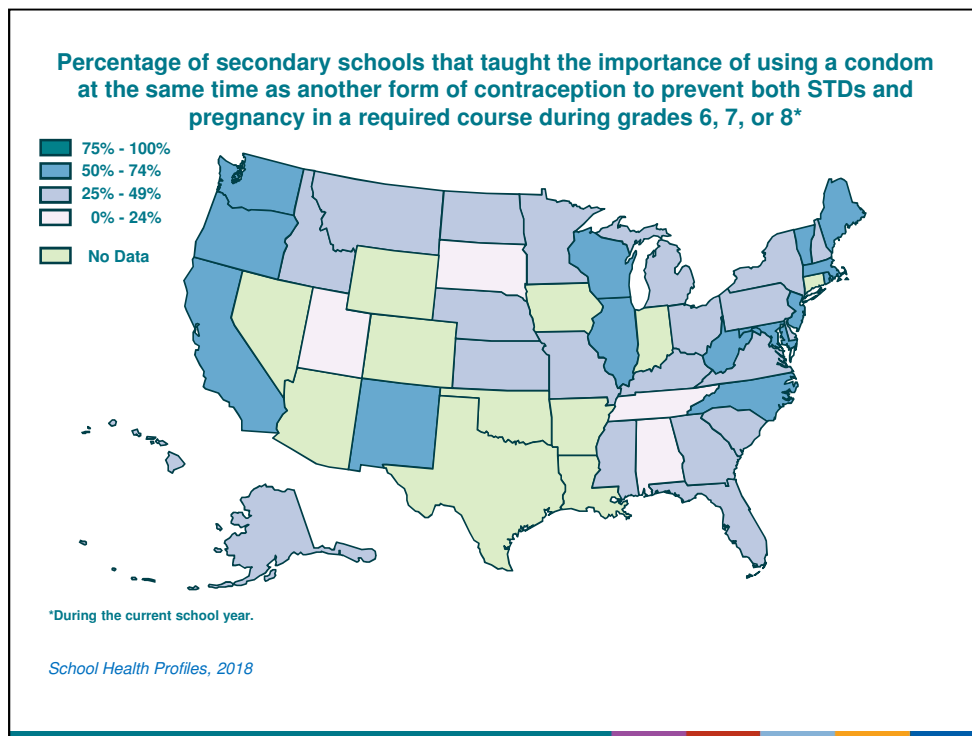 Percentage of secondary schools that taught the importance of using a condom
at the same time as another form of contraception to prevent both STDs and
pregnancy in a required course during grades 6, 7, or 8*
75% - 100%
50% - 74%
25% - 49%
0% - 24%
No Data
*During the current school year.
School Health Profiles, 2018